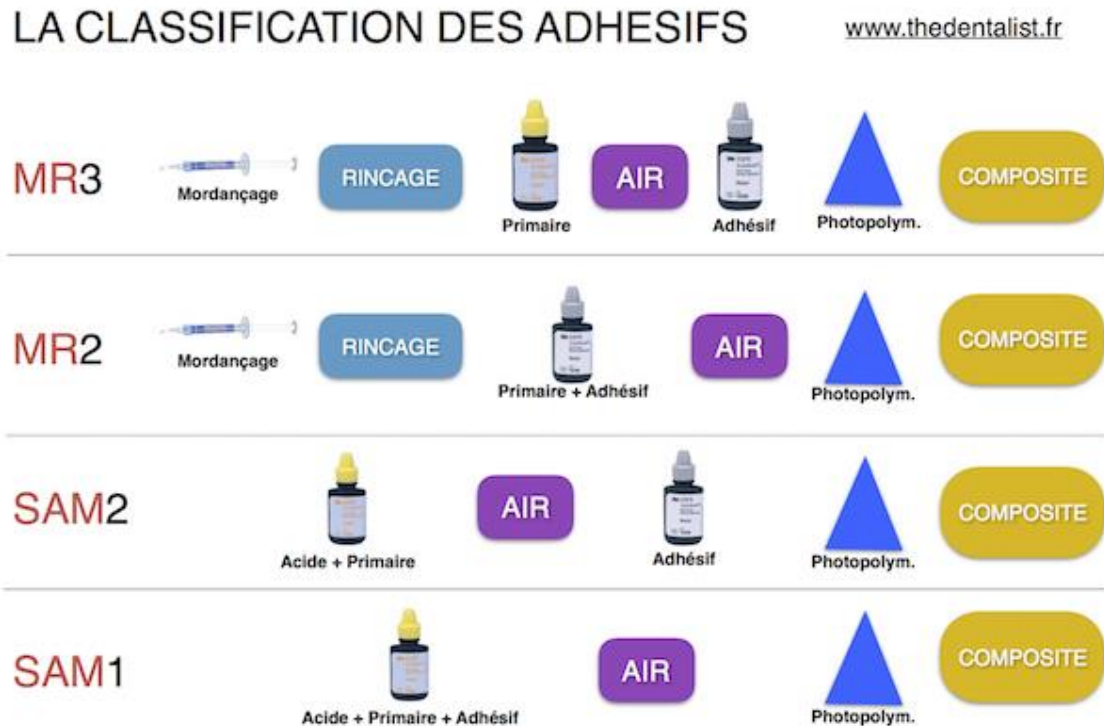 LA CLASSIFICATION DES ADHESIFS
www.thedentalist.fr
MR3
Mordançage
RINCAGE
Primaire
AIR
Adhésif
Photopolym.
COMPOSITE
MR2
Mordançage
RINCAGE
Primaire + Adhésif
AIR
Photopolym.
COMPOSITE
SAM2
Acide + Primaire
AIR
Adhésif
Photopolym.
COMPOSITE
SAM1
Acide + Primaire + Adhésif
AIR
Photopolym.
COMPOSITE